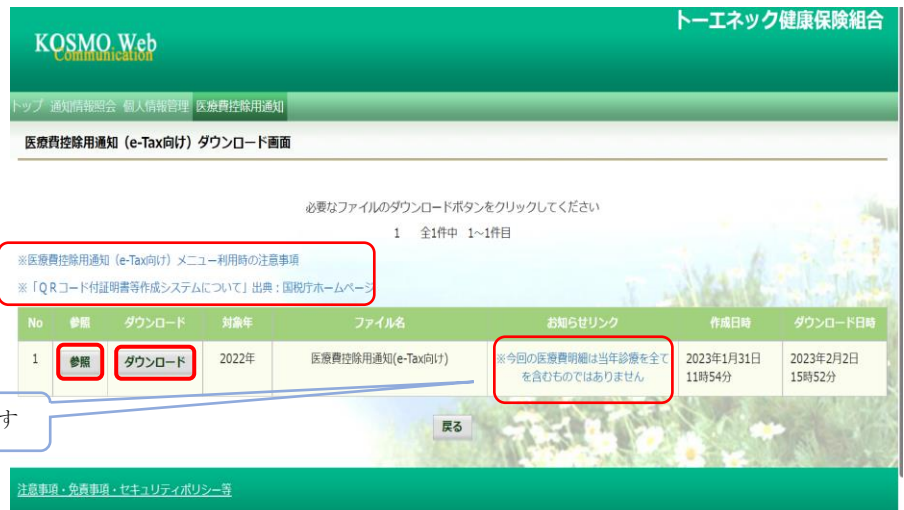 トーエネック健康保険組合
KOSMO Web
Communication
トップ 通知情報照会 個人情報管理 医療費控除用通知
医療費控除用通知（e-Tax向け）ダウンロード画面
必要なファイルのダウンロードボタンをクリックしてください
1 全1件中 1～1件目
※医療費控除用通知（e-Tax向け）メニュー利用時の注意事項
※「QRコード付証明書等作成システムについて」出典：国税庁ホームページ
No 参照 ダウンロード 対象年 ファイル名 お知らせリンク 作成日時 ダウンロード日時
1 参照 ダウンロード 2022年 医療費控除用通知(e-Tax向け) ※今回の医療費明細は当年診療を全て 2023年1月31日 2023年2月2日
を含むものではありません 11時54分 15時52分
す
戻る
注意事項・免責事項・セキュリティポリシー等